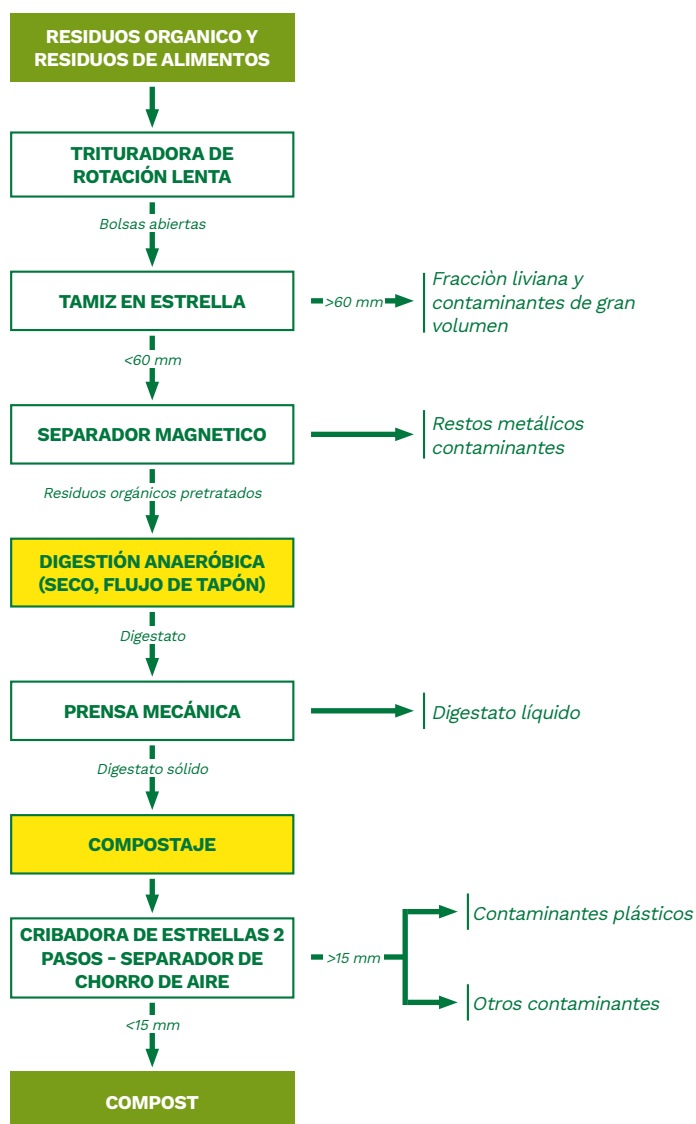 RESIDUOS ORGANICO Y
RESIDUOS DE ALIMENTOS
TRITURADORA DE
ROTACIÓN LENTA
Bolsas abiertas
TAMIZ EN ESTRELLA
>60 mm
Fracciòn liviana y
contaminantes de gran
volumen
<60 mm
SEPARADOR MAGNETICO
Restos metálicos
contaminantes
Residuos orgánicos pretratados
DIGESTIÓN ANAERÓBICA
(SECO, FLUJO DE TAPÓN)
Digestato
PRENSA MECÁNICA
Digestato líquido
Digestato sólido
COMPOSTAJE
CRIBADORA DE ESTRELLAS 2
PASOS - SEPARADOR DE
CHORRO DE AIRE
>15 mm
Contaminantes plásticos
Otros contaminantes
<15 mm
COMPOST